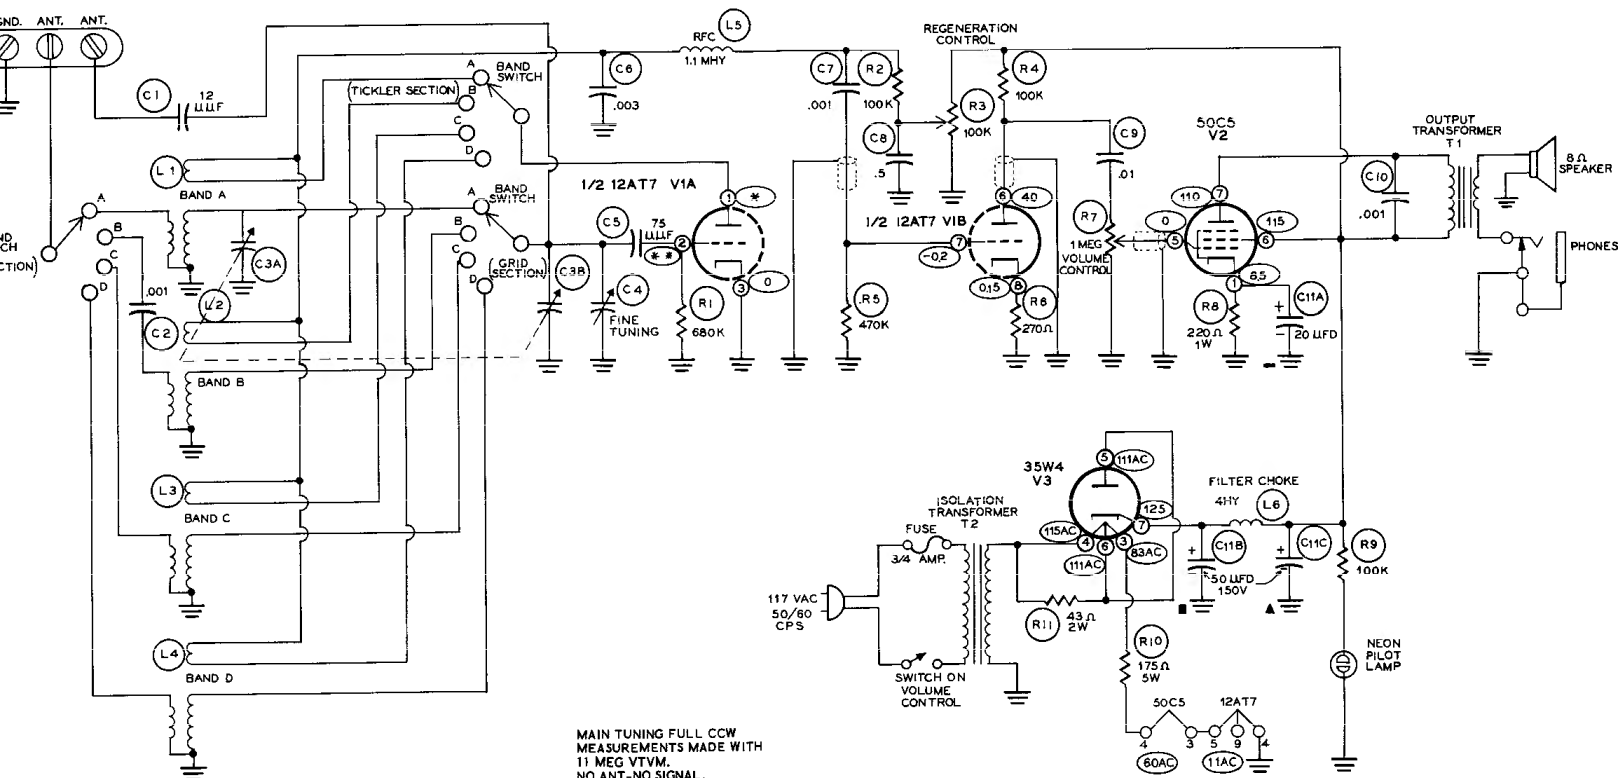 GND. ANT. ANT.
C1
12
µµF
L1
BAND A
A
B
C
D
.001
C2
C3A
L2
BAND B
L3
BAND C
L4
BAND D
(TICKLER SECTION)
A
B
C
D
BAND
SWITCH
A
B
C
D
BAND
SWITCH
(GRID
SECTION)
C6
.003
RFC
L5
1.1 MHY
C3B
C4
FINE
TUNING
C5
75
µµF
1/2 12AT7 V1A
1
*
2
**
3
0
R1
680K
C7
.001
R2
100K
C8
.5
REGENERATION
CONTROL
R3
100K
R4
100K
R5
470K
1/2 12AT7 V1B
6
40
7
-0.2
8
0.15
R6
270Ω
C9
.01
R7
1 MEG
VOLUME
CONTROL
50C5
V2
110
7
0
5
115
6
6.5
1
R8
220Ω
1W
C11A
+
−
20 µFD
C10
.001
OUTPUT
TRANSFORMER
T1
8Ω
SPEAKER
PHONES
35W4
V3
5
111AC
125
7
115AC
4
6
3
111AC
83AC
FILTER CHOKE
4HY
L6
+
C11B
+
C11C
50 µFD
150V
R9
100K
NEON
PILOT
LAMP
ISOLATION
TRANSFORMER
T2
FUSE
3/4 AMP.
117 VAC
50/60
CPS
SWITCH ON
VOLUME
CONTROL
R11
43Ω
2W
R10
175Ω
5W
50C5
12AT7
4
3
5
9
4
60AC
11AC
MAIN TUNING FULL CCW
MEASUREMENTS MADE WITH
11 MEG VTVM.
NO ANT-NO SIGNAL.